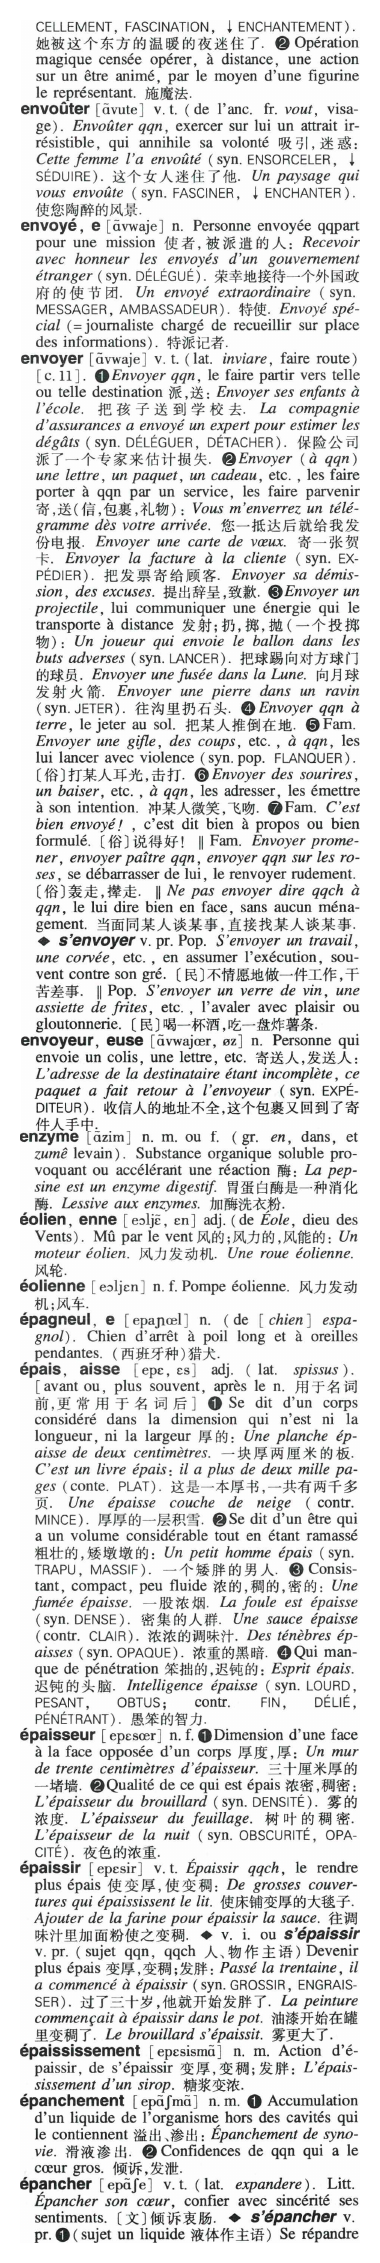 CELLEMENT, FASCINATION, ↓ ENCHANTEMENT).
她被这个东方的温暖的夜迷住了. ❷ Opération
magique censée opérer, à distance, une action
sur un être animé, par le moyen d'une figurine
le représentant. 施魔法.
envoûter [ɑ̃vute] v. t. (de l'anc. fr. vout, visa-
ge). Envoûter qqn, exercer sur lui un attrait ir-
résistible, qui annihile sa volonté 吸引,迷惑:
Cette femme l'a envoûté (syn. ENSORCELER, ↓
SÉDUIRE). 这个女人迷住了他. Un paysage qui
vous envoûte (syn. FASCINER, ↓ ENCHANTER).
使您陶醉的风景.
envoyé, e [ɑ̃vwaje] n. Personne envoyée qqpart
pour une mission 使者,被派遣的人: Recevoir
avec honneur les envoyés d'un gouvernement
étranger (syn. DÉLÉGUÉ). 荣幸地接待一个外国政
府的使节团. Un envoyé extraordinaire (syn.
MESSAGER, AMBASSADEUR). 特使. Envoyé spé-
cial (= journaliste chargé de recueillir sur place
des informations). 特派记者.
envoyer [ɑ̃vwaje] v. t. (lat. inviare, faire route)
[c. 11]. ❶ Envoyer qqn, le faire partir vers telle
ou telle destination 派,送: Envoyer ses enfants à
l'école. 把孩子送到学校去. La compagnie
d'assurances a envoyé un expert pour estimer les
dégâts (syn. DÉLÉGUER, DÉTACHER). 保险公司
派了一个专家来估计损失. ❷ Envoyer (à qqn)
une lettre, un paquet, un cadeau, etc., les faire
porter à qqn par un service, les faire parvenir
寄,送(信,包裹,礼物): Vous m'enverrez un télé-
gramme dès votre arrivée. 您一抵达后就给我发
份电报. Envoyer une carte de vœux. 寄一张贺
卡. Envoyer la facture à la cliente (syn. EX-
PÉDIER). 把发票寄给顾客. Envoyer sa démis-
sion, des excuses. 提出辞呈,致歉. ❸ Envoyer un
projectile, lui communiquer une énergie qui le
transporte à distance 发射;扔,掷,抛(一个投掷
物): Un joueur qui envoie le ballon dans les
buts adverses (syn. LANCER). 把球踢向对方球门
的球员. Envoyer une fusée dans la Lune. 向月球
发射火箭. Envoyer une pierre dans un ravin
(syn. JETER). 往沟里扔石头. ❹ Envoyer qqn à
terre, le jeter au sol. 把某人推倒在地. ❺ Fam.
Envoyer une gifle, des coups, etc., à qqn, les
lui lancer avec violence (syn. pop. FLANQUER).
〔俗〕打某人耳光,击打. ❻ Envoyer des sourires,
un baiser, etc., à qqn, les adresser, les émettre
à son intention. 冲某人微笑,飞吻. ❼ Fam. C'est
bien envoyé!, c'est dit bien à propos ou bien
formulé. 〔俗〕说得好! ‖ Fam. Envoyer prome-
ner, envoyer paître qqn, envoyer qqn sur les ro-
ses, se débarrasser de lui, le renvoyer rudement.
〔俗〕轰走,撵走. ‖ Ne pas envoyer dire qqch à
qqn, le lui dire bien en face, sans aucun ména-
gement. 当面同某人谈某事,直接找某人谈某事.
◆ s'envoyer v. pr. Pop. S'envoyer un travail,
une corvée, etc., en assumer l'exécution, sou-
vent contre son gré. 〔民〕不情愿地做一件工作,干
苦差事. ‖ Pop. S'envoyer un verre de vin, une
assiette de frites, etc., l'avaler avec plaisir ou
gloutonnerie. 〔民〕喝一杯酒,吃一盘炸薯条.
envoyeur, euse [ɑ̃vwajœr, øz] n. Personne qui
envoie un colis, une lettre, etc. 寄送人,发送人:
L'adresse de la destinataire étant incomplète, ce
paquet a fait retour à l'envoyeur (syn. EXPÉ-
DITEUR). 收信人的地址不全,这个包裹又回到了寄
件人手中.
enzyme [ɑ̃zim] n. m. ou f. (gr. en, dans, et
zumê levain). Substance organique soluble pro-
voquant ou accélérant une réaction 酶: La pep-
sine est un enzyme digestif. 胃蛋白酶是一种消化
酶. Lessive aux enzymes. 加酶洗衣粉.
éolien, enne [eɔljɛ̃, ɛn] adj. (de Éole, dieu des
Vents). Mû par le vent 风的;风力的,风能的: Un
moteur éolien. 风力发动机. Une roue éolienne.
风轮.
éolienne [eɔljɛn] n. f. Pompe éolienne. 风力发动
机;风车.
épagneul, e [epaɲœl] n. (de [chien] espa-
gnol). Chien d'arrêt à poil long et à oreilles
pendantes. (西班牙种)猎犬.
épais, aisse [epɛ, ɛs] adj. (lat. spissus).
[avant ou, plus souvent, après le n. 用于名词
前,更常用于名词后] ❶ Se dit d'un corps
considéré dans la dimension qui n'est ni la
longueur, ni la largeur 厚的: Une planche ép-
aisse de deux centimètres. 一块厚两厘米的板.
C'est un livre épais: il a plus de deux mille pa-
ges (conte. PLAT). 这是一本厚书,一共有两千多
页. Une épaisse couche de neige (contr.
MINCE). 厚厚的一层积雪. ❷ Se dit d'un être qui
a un volume considérable tout en étant ramassé
粗壮的,矮墩墩的: Un petit homme épais (syn.
TRAPU, MASSIF). 一个矮胖的男人. ❸ Consis-
tant, compact, peu fluide 浓的,稠的,密的: Une
fumée épaisse. 一股浓烟. La foule est épaisse
(syn. DENSE). 密集的人群. Une sauce épaisse
(contr. CLAIR). 浓浓的调味汁. Des ténèbres ép-
aisses (syn. OPAQUE). 浓重的黑暗. ❹ Qui man-
que de pénétration 笨拙的,迟钝的: Esprit épais.
迟钝的头脑. Intelligence épaisse (syn. LOURD,
PESANT, OBTUS; contr. FIN, DÉLIÉ,
PÉNÉTRANT). 愚笨的智力.
épaisseur [epɛsœr] n. f. ❶ Dimension d'une face
à la face opposée d'un corps 厚度,厚: Un mur
de trente centimètres d'épaisseur. 三十厘米厚的
一堵墙. ❷ Qualité de ce qui est épais 浓密,稠密:
L'épaisseur du brouillard (syn. DENSITÉ). 雾的
浓度. L'épaisseur du feuillage. 树叶的稠密.
L'épaisseur de la nuit (syn. OBSCURITÉ, OPA-
CITÉ). 夜色的浓重.
épaissir [epɛsir] v. t. Épaissir qqch, le rendre
plus épais 使变厚,使变稠: De grosses couver-
tures qui épaississent le lit. 使床铺变厚的大毯子.
Ajouter de la farine pour épaissir la sauce. 往调
味汁里加面粉使之变稠. ◆ v. i. ou s'épaissir
v. pr. (sujet qqn, qqch 人、物作主语) Devenir
plus épais 变厚,变稠;发胖: Passé la trentaine, il
a commencé à épaissir (syn. GROSSIR, ENGRAIS-
SER). 过了三十岁,他就开始发胖了. La peinture
commençait à épaissir dans le pot. 油漆开始在罐
里变稠了. Le brouillard s'épaissit. 雾更大了.
épaississement [epɛsismɑ̃] n. m. Action d'é-
paissir, de s'épaissir 变厚,变稠;发胖: L'épais-
sissement d'un sirop. 糖浆变浓.
épanchement [epɑ̃ʃmɑ̃] n. m. ❶ Accumulation
d'un liquide de l'organisme hors des cavités qui
le contiennent 溢出,渗出: Épanchement de syno-
vie. 滑液渗出. ❷ Confidences de qqn qui a le
cœur gros. 倾诉,发泄.
épancher [epɑ̃ʃe] v. t. (lat. expandere). Litt.
Épancher son cœur, confier avec sincérité ses
sentiments. 〔文〕倾诉衷肠. ◆ s'épancher v.
pr. ❶ (sujet un liquide 液体作主语) Se répandre